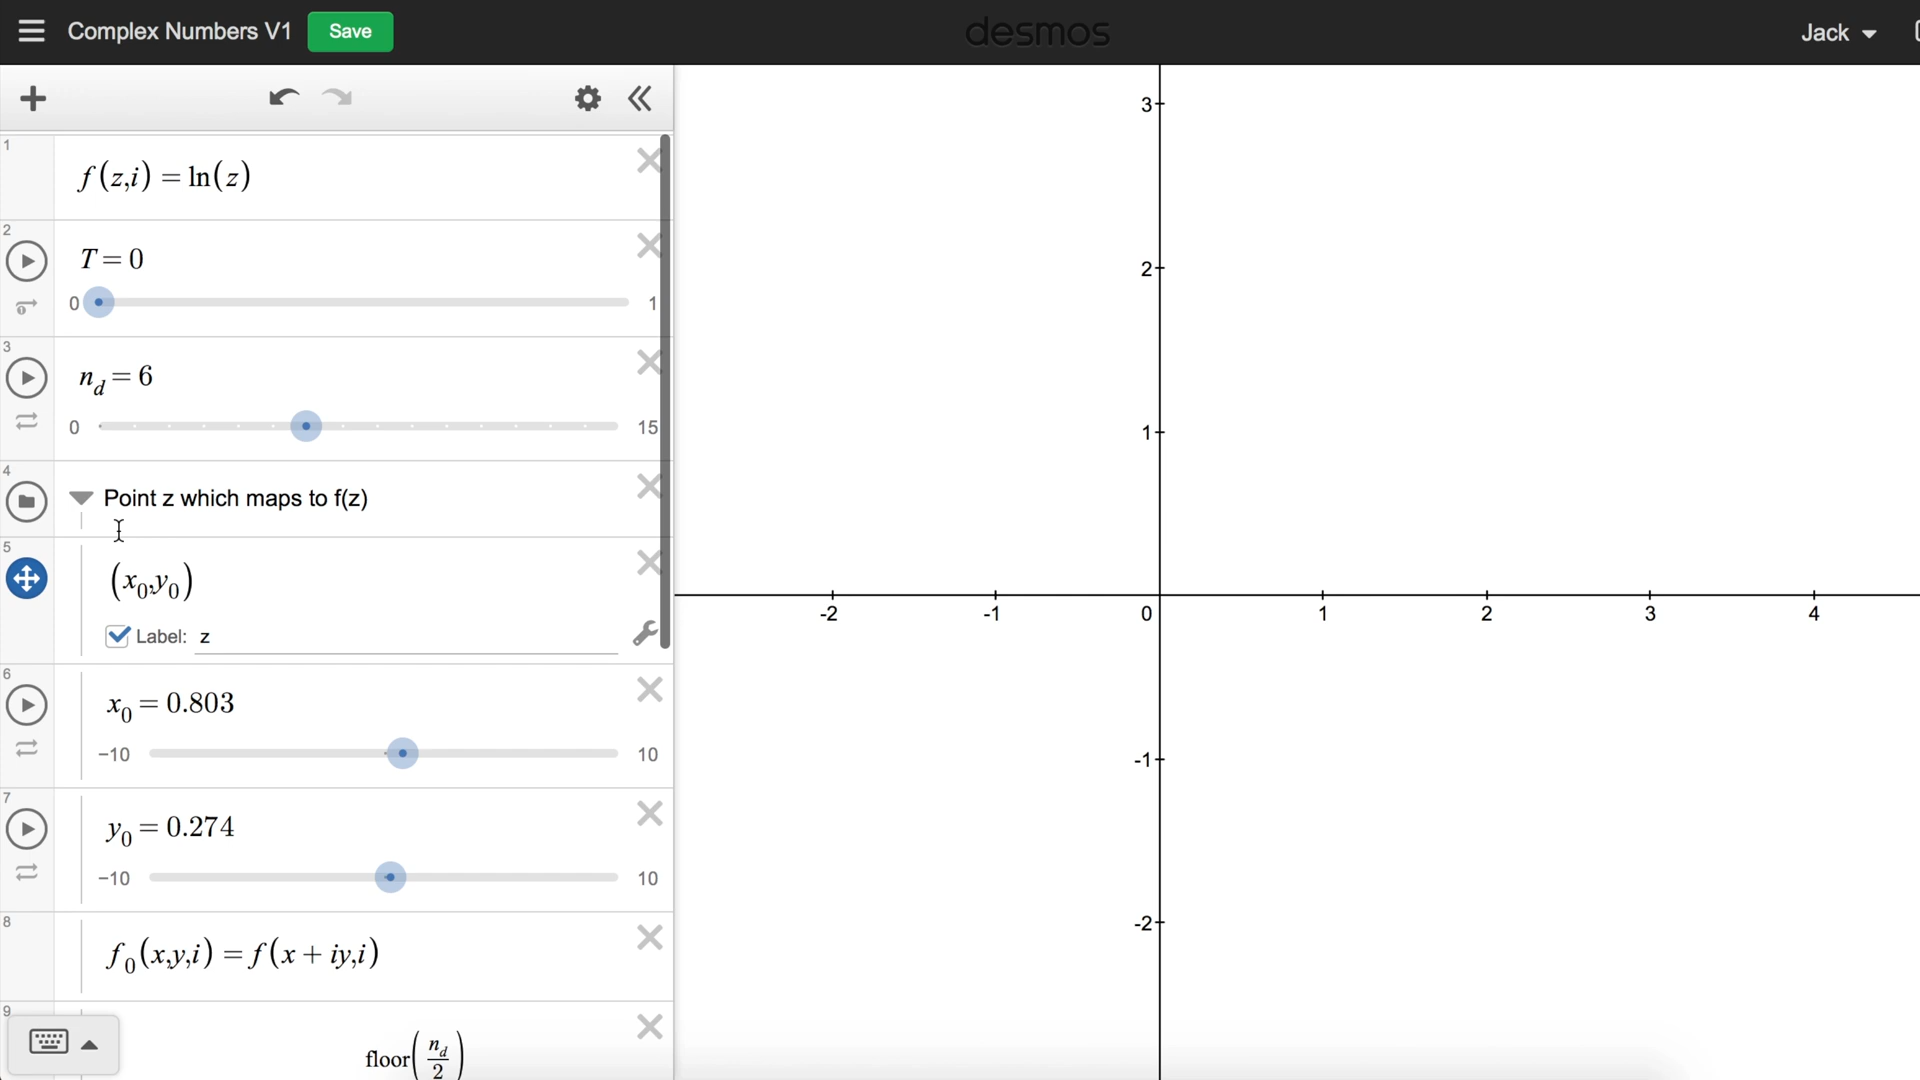 Complex Numbers V1
Save
desmos
Jack
1
f(z,i) = ln(z)
2
T = 0
0
1
3
n_d = 6
0
15
4
Point z which maps to f(z)
5
(x_0,y_0)
Label: z
6
x_0 = 0.803
−10
10
7
y_0 = 0.274
−10
10
8
f_0(x,y,i) = f(x + iy,i)
9
floor(n_d/2)
3
2
1
-2 -1 0 1 2 3 4
-1
-2